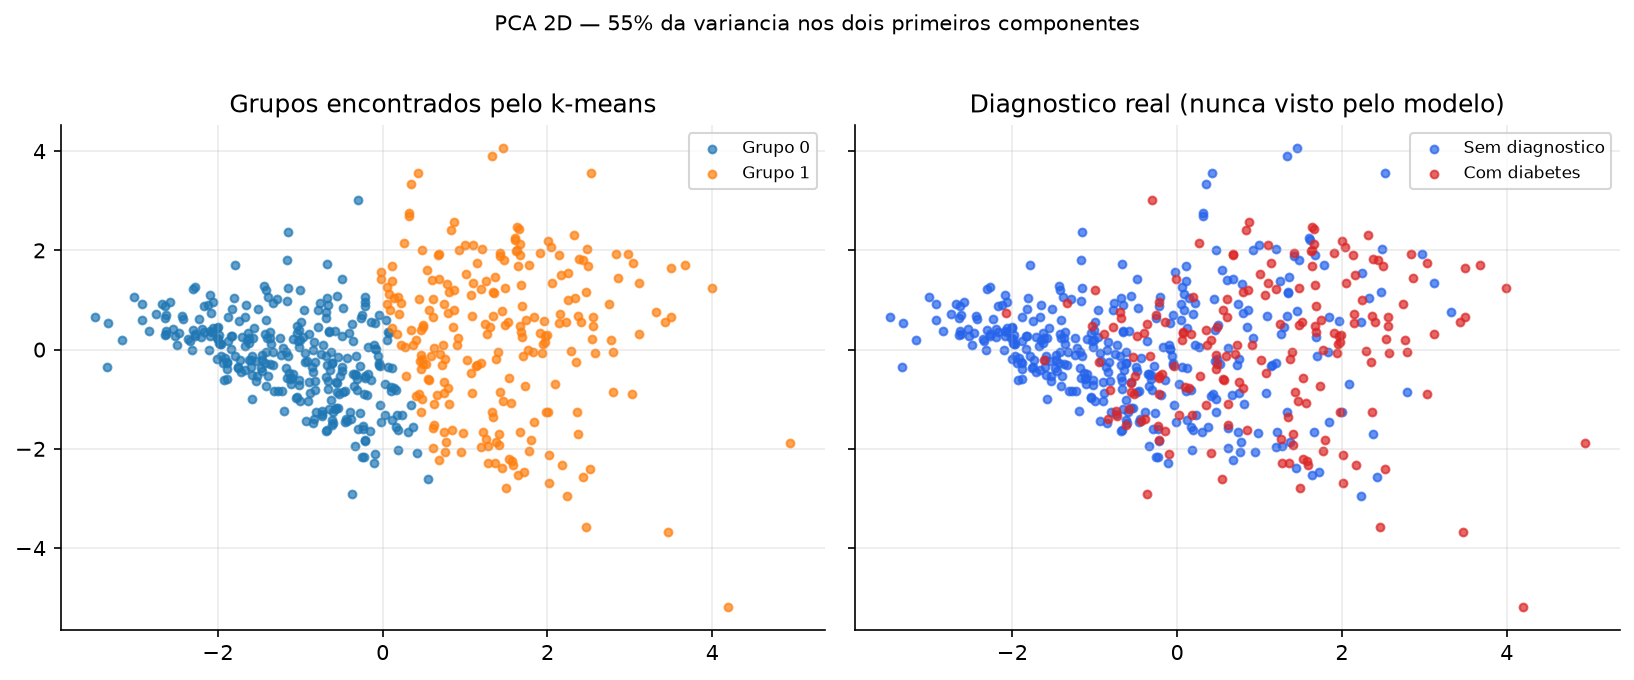 PCA 2D — 55% da variancia nos dois primeiros componentes
Grupos encontrados pelo k-means
Grupo 0
Grupo 1
4
2
0
−2
−4
−2
0
2
4
Diagnostico real (nunca visto pelo modelo)
Sem diagnostico
Com diabetes
−2
0
2
4